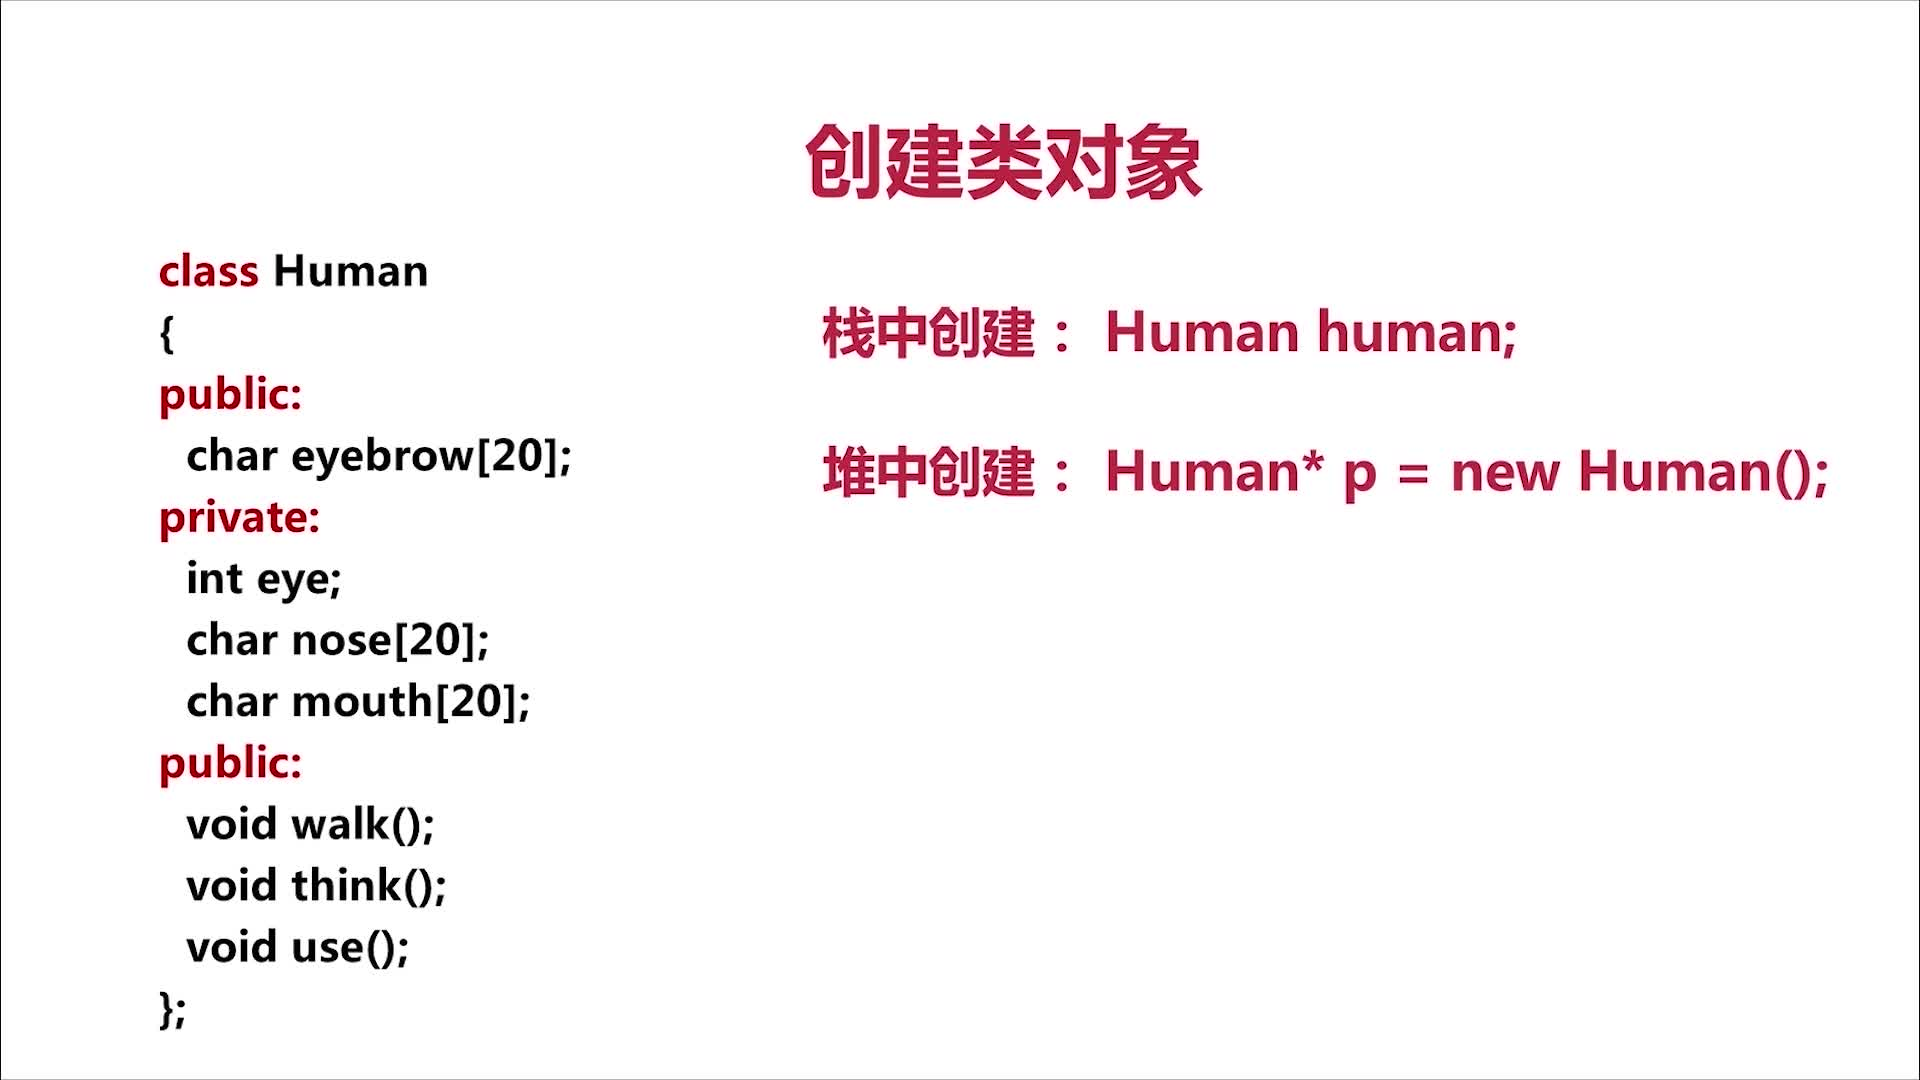 创建类对象
class Human
{
public:
char eyebrow[20];
private:
int eye;
char nose[20];
char mouth[20];
public:
void walk();
void think();
void use();
};
栈中创建： Human human;
堆中创建： Human* p = new Human();